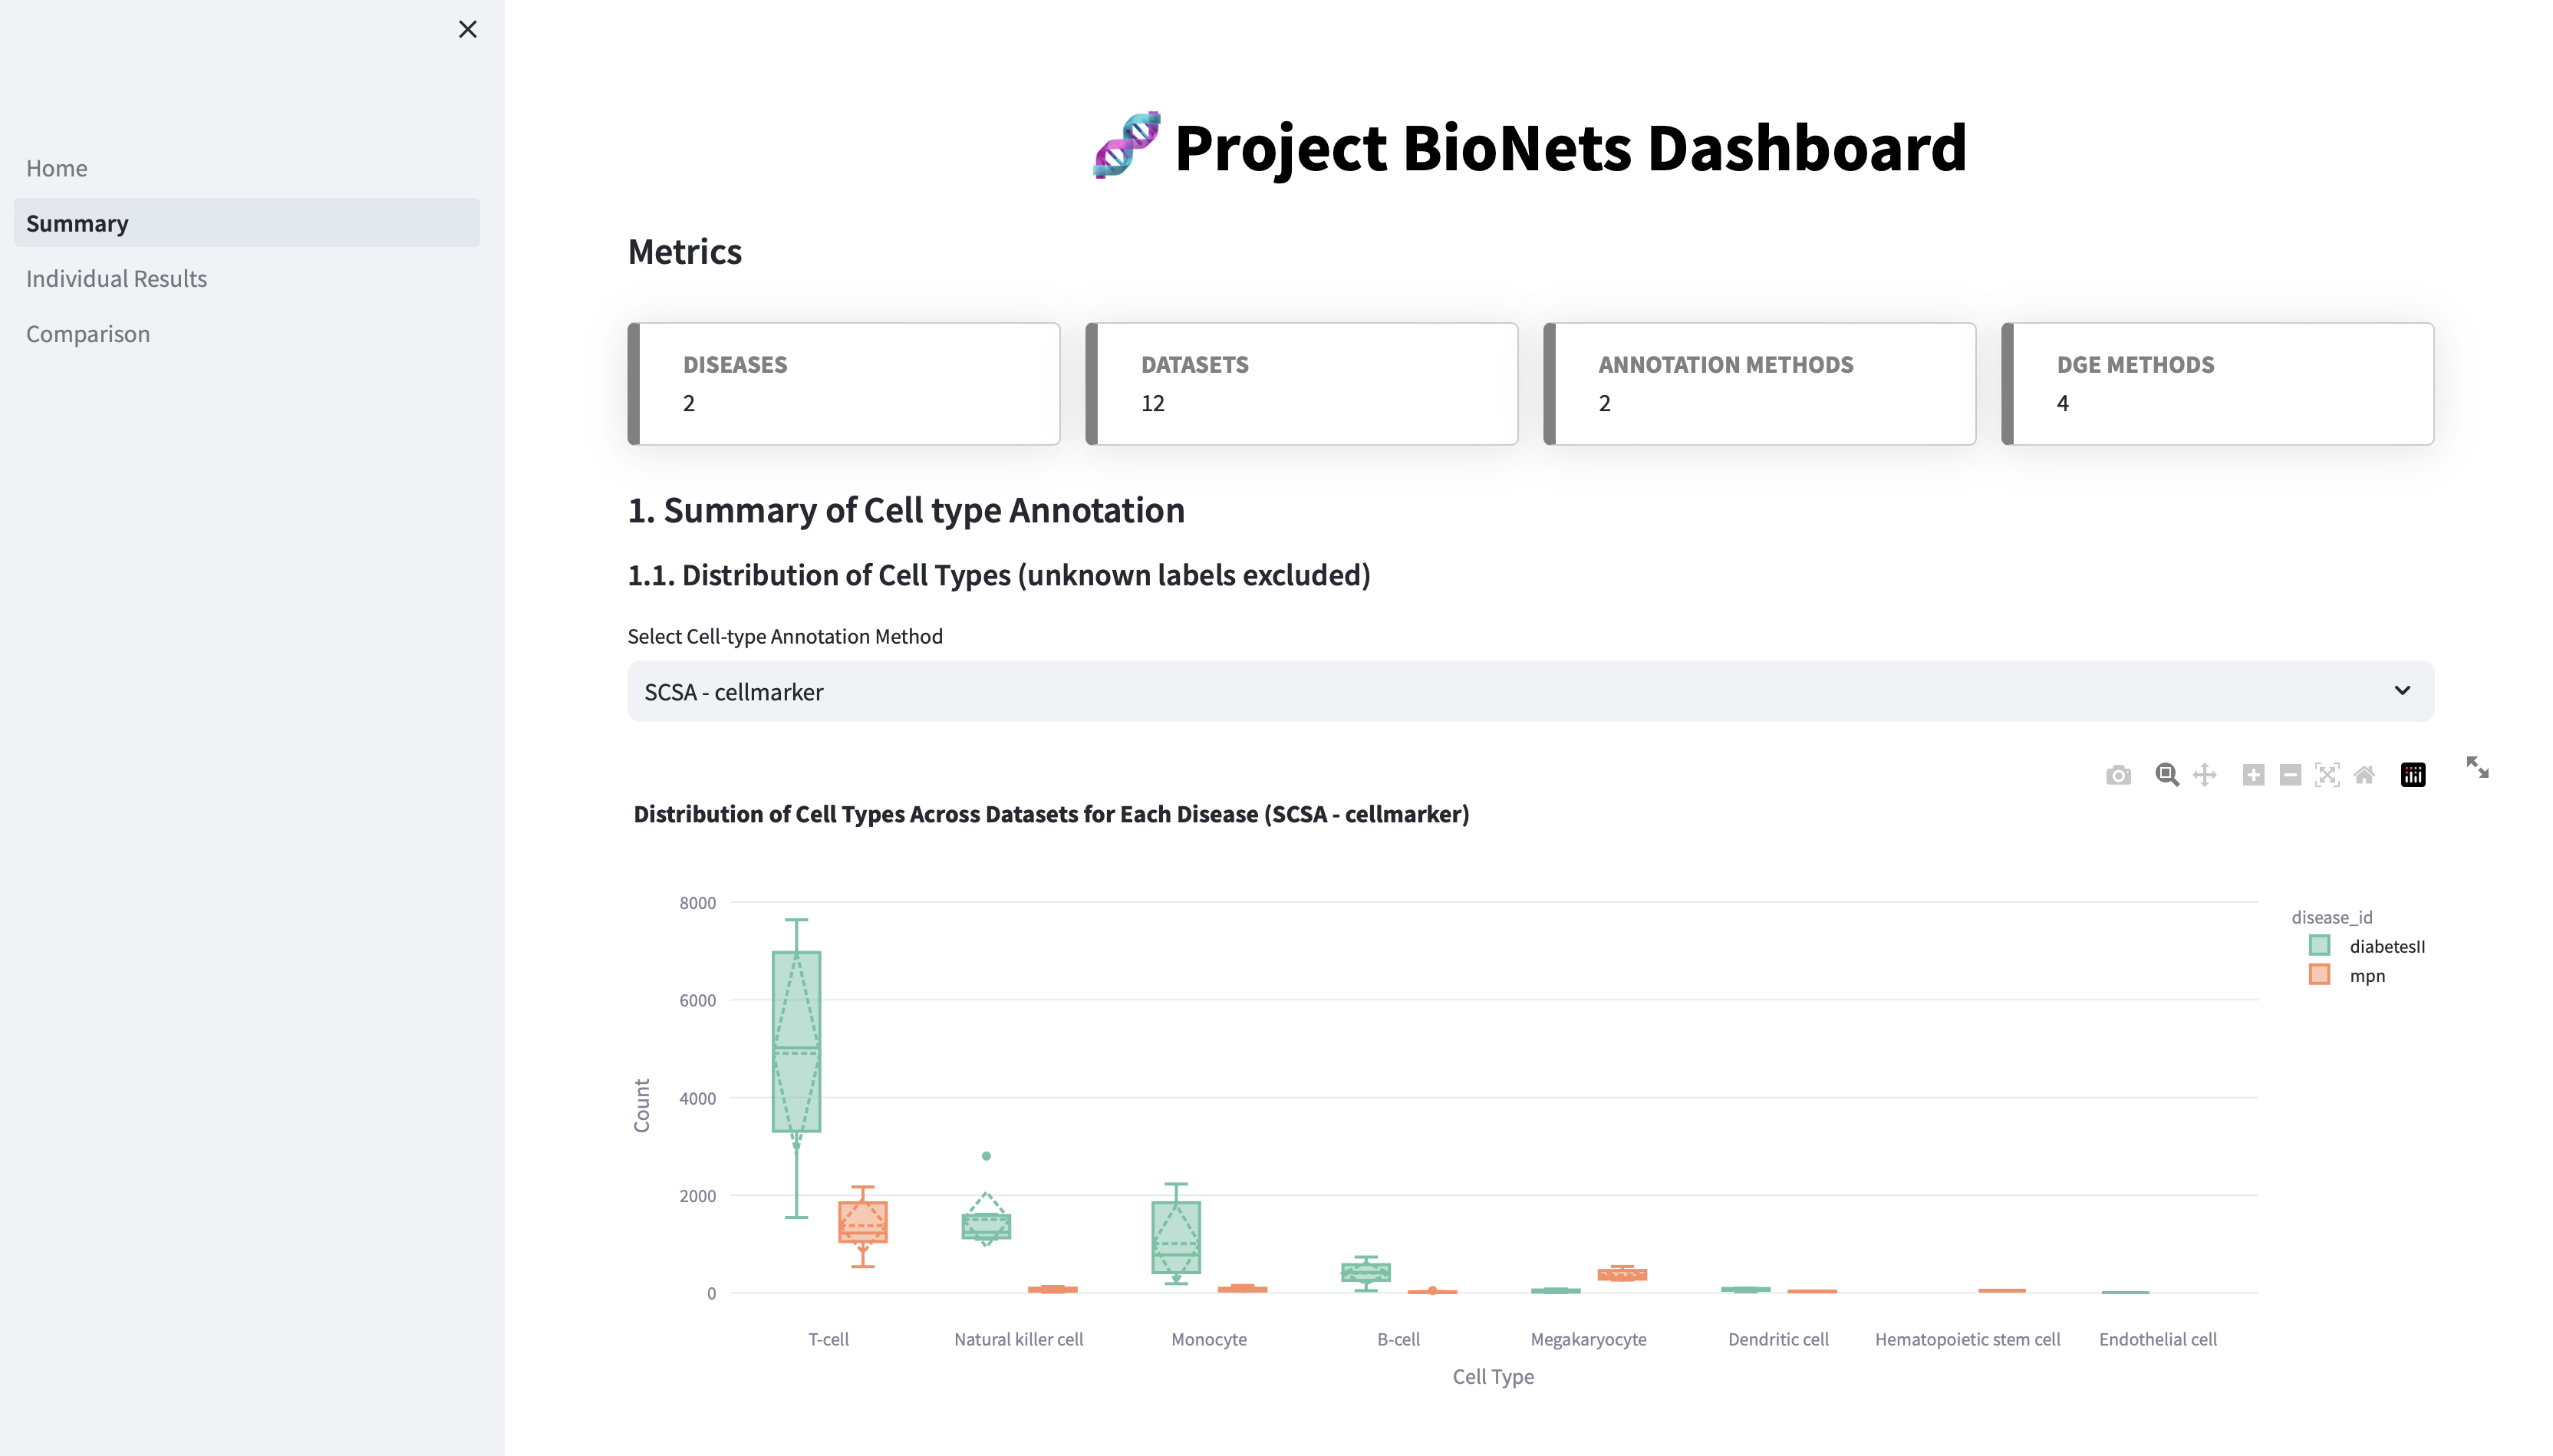 Home
Summary
Individual Results
Comparison
Project BioNets Dashboard
Metrics
DISEASES
2
DATASETS
12
ANNOTATION METHODS
2
DGE METHODS
4
1. Summary of Cell type Annotation
1.1. Distribution of Cell Types (unknown labels excluded)
Select Cell-type Annotation Method
SCSA - cellmarker
Distribution of Cell Types Across Datasets for Each Disease (SCSA - cellmarker)
8000
6000
4000
2000
0
Count
T-cell
Natural killer cell
Monocyte
B-cell
Megakaryocyte
Dendritic cell
Hematopoietic stem cell
Endothelial cell
Cell Type
disease_id
diabetesII
mpn